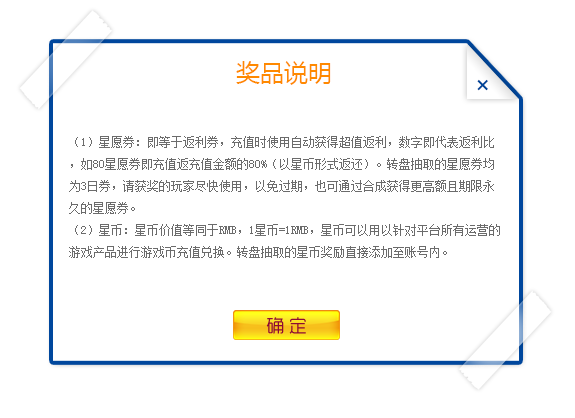 奖品说明
×
（1）星愿券：即等于返利券，充值时使用自动获得超值返利，数字即代表返利比
，如80星愿券即充值返充值金额的80%（以星币形式返还）。转盘抽取的星愿券均
为3日券，请获奖的玩家尽快使用，以免过期，也可通过合成获得更高额且期限永
久的星愿券。
（2）星币：星币价值等同于RMB，1星币=1RMB，星币可以用以针对平台所有运营的
游戏产品进行游戏币充值兑换。转盘抽取的星币奖励直接添加至账号内。
确 定